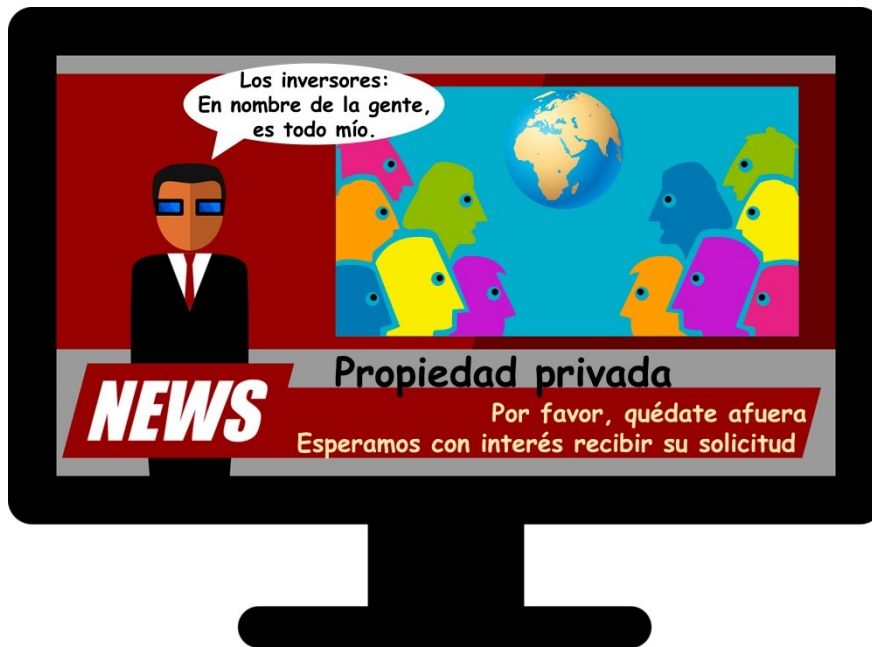 Los inversores:
En nombre de la gente,
es todo mío.
Propiedad privada
NEWS
Por favor, quédate afuera
Esperamos con interés recibir su solicitud